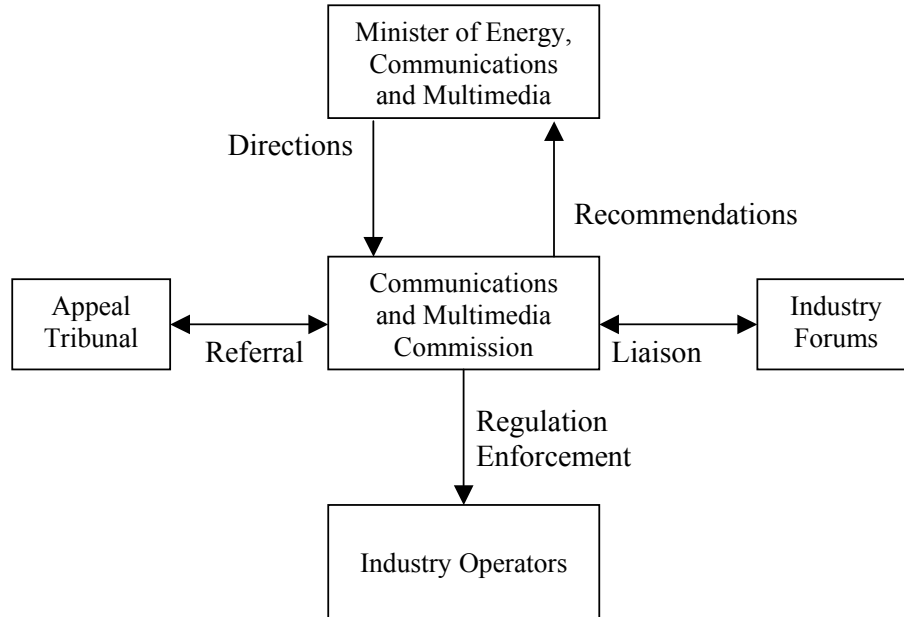 Minister of Energy,
Communications
and Multimedia
Directions
Recommendations
Appeal
Tribunal
Referral
Communications
and Multimedia
Commission
Liaison
Industry
Forums
Regulation
Enforcement
Industry Operators